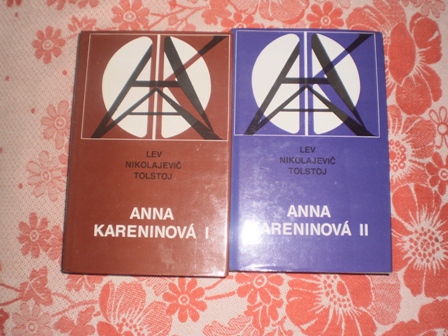 LEV
NIKOLAJEVIČ
TOLSTOJ
ANNA
KARENINOVÁ I
LEV
NIKOLAJEVIČ
TOLSTOJ
ANNA
KARENINOVÁ II